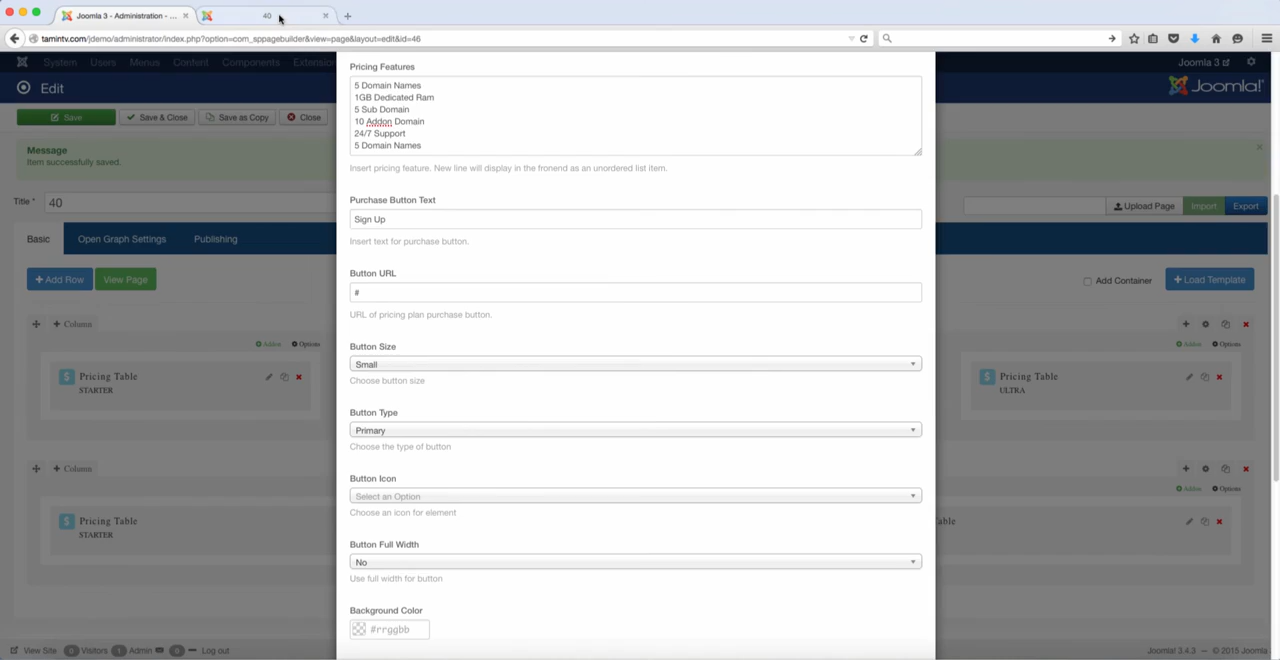 Joomla 3 - Administration - ...
40
tamintv.com/jdemo/administrator/index.php?option=com_sppagebuilder&view=page&layout=edit&id=46
System Users Menus Content Components Extension
Joomla 3
Edit
Joomla!
Save
Save & Close
Save as Copy
Close
Message
Item successfully saved.
Title *
40
Upload Page
Import
Export
Basic
Open Graph Settings
Publishing
+ Add Row
View Page
Add Container
+ Load Template
+ Column
Addon
Options
Addon
Options
Pricing Table
STARTER
Pricing Table
ULTRA
+ Column
Addon
Options
Pricing Table
STARTER
able
Pricing Features
5 Domain Names
1GB Dedicated Ram
5 Sub Domain
10 Addon Domain
24/7 Support
5 Domain Names
Insert pricing feature. New line will display in the fronend as an unordered list item.
Purchase Button Text
Sign Up
Insert text for purchase button.
Button URL
#
URL of pricing plan purchase button.
Button Size
Small
Choose button size
Button Type
Primary
Choose the type of button
Button Icon
Select an Option
Choose an icon for element
Button Full Width
No
Use full width for button
Background Color
#rrggbb
View Site
0 Visitors
1 Admin
0
Log out
Joomla! 3.4.3 — © 2015 Joomla